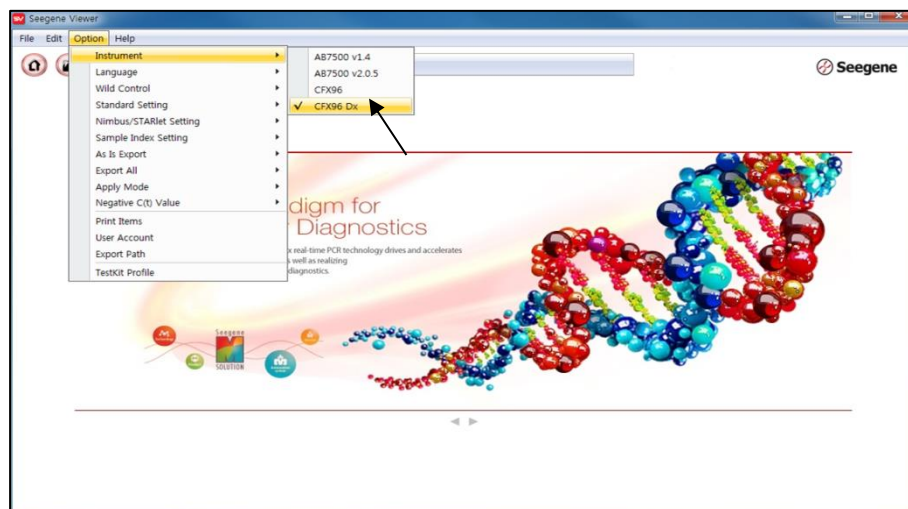 Seegene Viewer
File Edit Option Help
Instrument
Language
Wild Control
Standard Setting
Nimbus/STARlet Setting
Sample Index Setting
As Is Export
Export All
Apply Mode
Negative C(t) Value
Print Items
User Account
Export Path
TestKit Profile
AB7500 v1.4
AB7500 v2.0.5
CFX96
✓ CFX96 Dx
Seegene
digm for
Diagnostics
x real-time PCR technology drives and accelerates
s well as realizing
diagnostics.
Seegene
SOLUTION